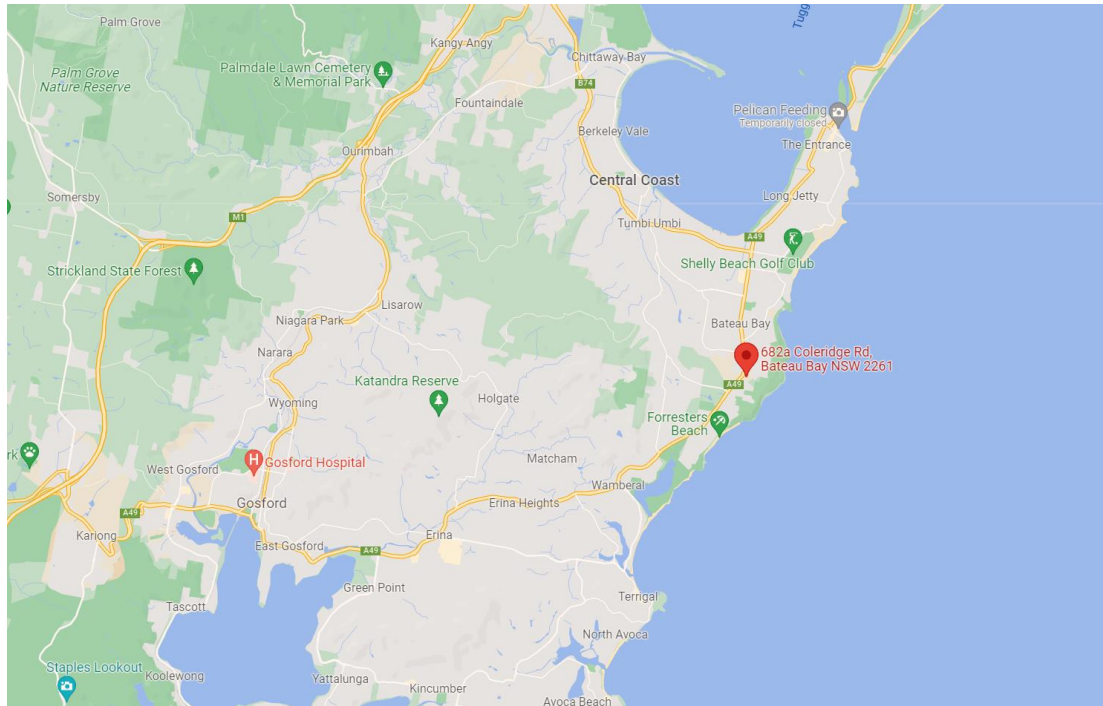 Palm Grove
Tugg
Kangy Angy
Chittaway Bay
Palmdale Lawn Cemetery
& Memorial Park
Palm Grove
Nature Reserve
B74
Fountaindale
Pelican Feeding
Temporarily closed
Berkeley Vale
The Entrance
Ourimbah
Central Coast
Somersby
Long Jetty
M1
Tumbi Umbi
A49
Strickland State Forest
Shelly Beach Golf Club
Lisarow
Niagara Park
Bateau Bay
Narara
682a Coleridge Rd,
Bateau Bay NSW 2261
Katandra Reserve
A49
Wyoming
Holgate
Forresters
Beach
rk
West Gosford
H
Gosford Hospital
Matcham
Wamberal
Gosford
Erina Heights
A49
Kariong
East Gosford
A49
Erina
Green Point
Tascott
Terrigal
North Avoca
Staples Lookout
Koolewong
Yattalunga
Kincumber
Avoca Beach